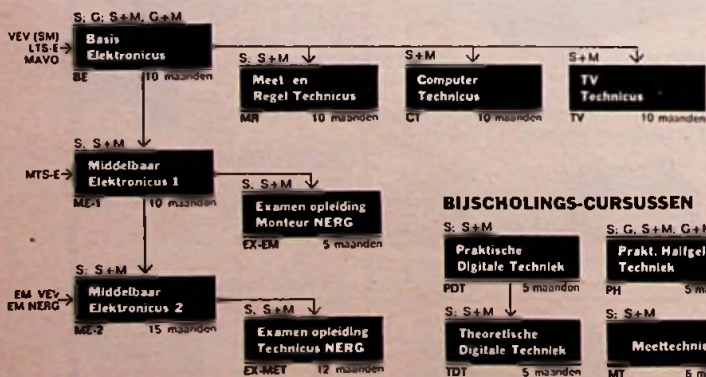 S; G; S+M, G+M
VEV (SM)
LTS-E
MAVO
Basis
Elektronicus
BE 10 maanden
S, S+M
Meet en
Regel Technicus
MR 10 maanden
S+M
Computer
Technicus
CT 10 maanden
S+M
TV
Technicus
TV 10 maanden
MTS-E
S, S+M
Middelbaar
Elektronicus 1
ME-1 10 maanden
S, S+M
Examen opleiding
Monteur NERG
EX-EM 5 maanden
EM VEV
EM NERG
S; S+M
Middelbaar
Elektronicus 2
ME-2 15 maanden
S, S+M
Examen opleiding
Technicus NERG
EX-MET 12 maanden
BIJSCHOLINGS-CURSUSSEN
S; S+M
Praktische
Digitale Techniek
PDT 5 maanden
S; G, S+M, G+M
Prakt. Halfgel
Techniek
PH 5 m
S: S+M
Theoretische
Digitale Techniek
TDT 5 maanden
S; S+M
Meettechni
MT